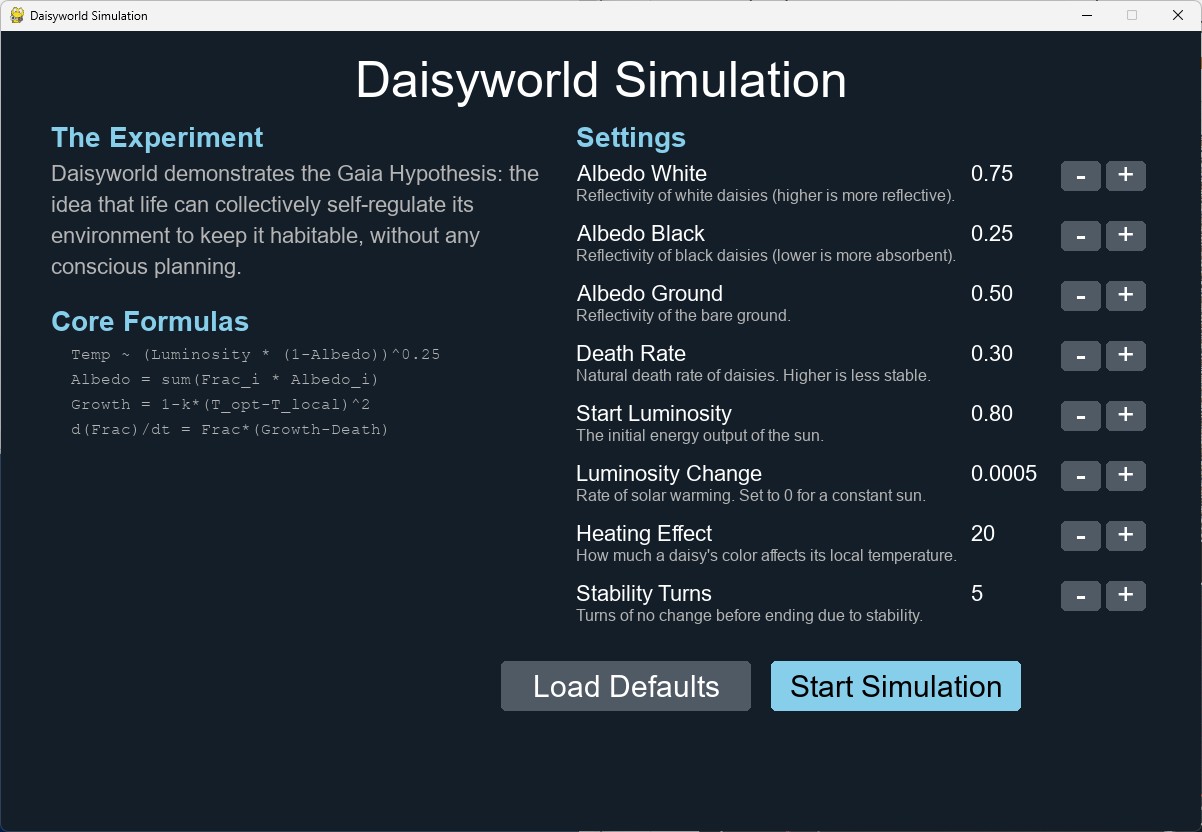 Daisyworld Simulation
Daisyworld Simulation
The Experiment
Daisyworld demonstrates the Gaia Hypothesis: the
idea that life can collectively self-regulate its
environment to keep it habitable, without any
conscious planning.
Core Formulas
Temp ~ (Luminosity * (1-Albedo))^0.25
Albedo = sum(Frac_i * Albedo_i)
Growth = 1-k*(T_opt-T_local)^2
d(Frac)/dt = Frac*(Growth-Death)
Settings
Albedo White 0.75 - +
Reflectivity of white daisies (higher is more reflective).
Albedo Black 0.25 - +
Reflectivity of black daisies (lower is more absorbent).
Albedo Ground 0.50 - +
Reflectivity of the bare ground.
Death Rate 0.30 - +
Natural death rate of daisies. Higher is less stable.
Start Luminosity 0.80 - +
The initial energy output of the sun.
Luminosity Change 0.0005 - +
Rate of solar warming. Set to 0 for a constant sun.
Heating Effect 20 - +
How much a daisy's color affects its local temperature.
Stability Turns 5 - +
Turns of no change before ending due to stability.
Load Defaults Start Simulation